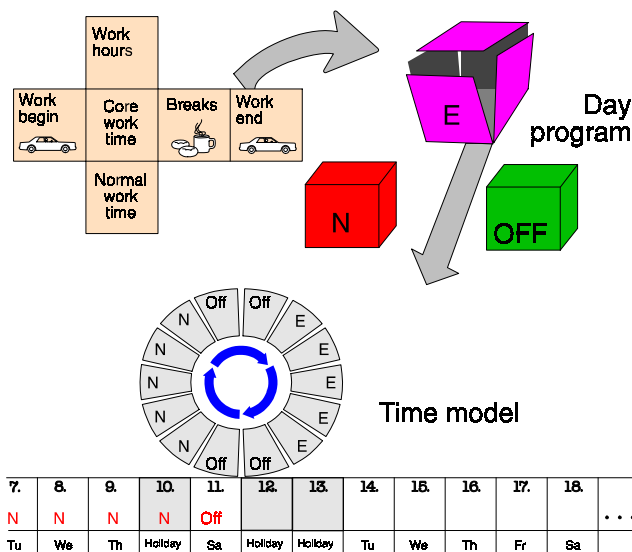 Work
hours
Work
begin
Core
work
time
Breaks
Work
end
Normal
work
time
E
Day
program
N
OFF
Off
Off
E
E
E
E
E
Off
Off
N
N
N
N
N
Time model
7. 8. 9. 10. 11. 12. 13. 14. 15. 16. 17. 18.
N N N N Off
Tu We Th Holiday Sa Holiday Holiday Tu We Th Fr Sa
...